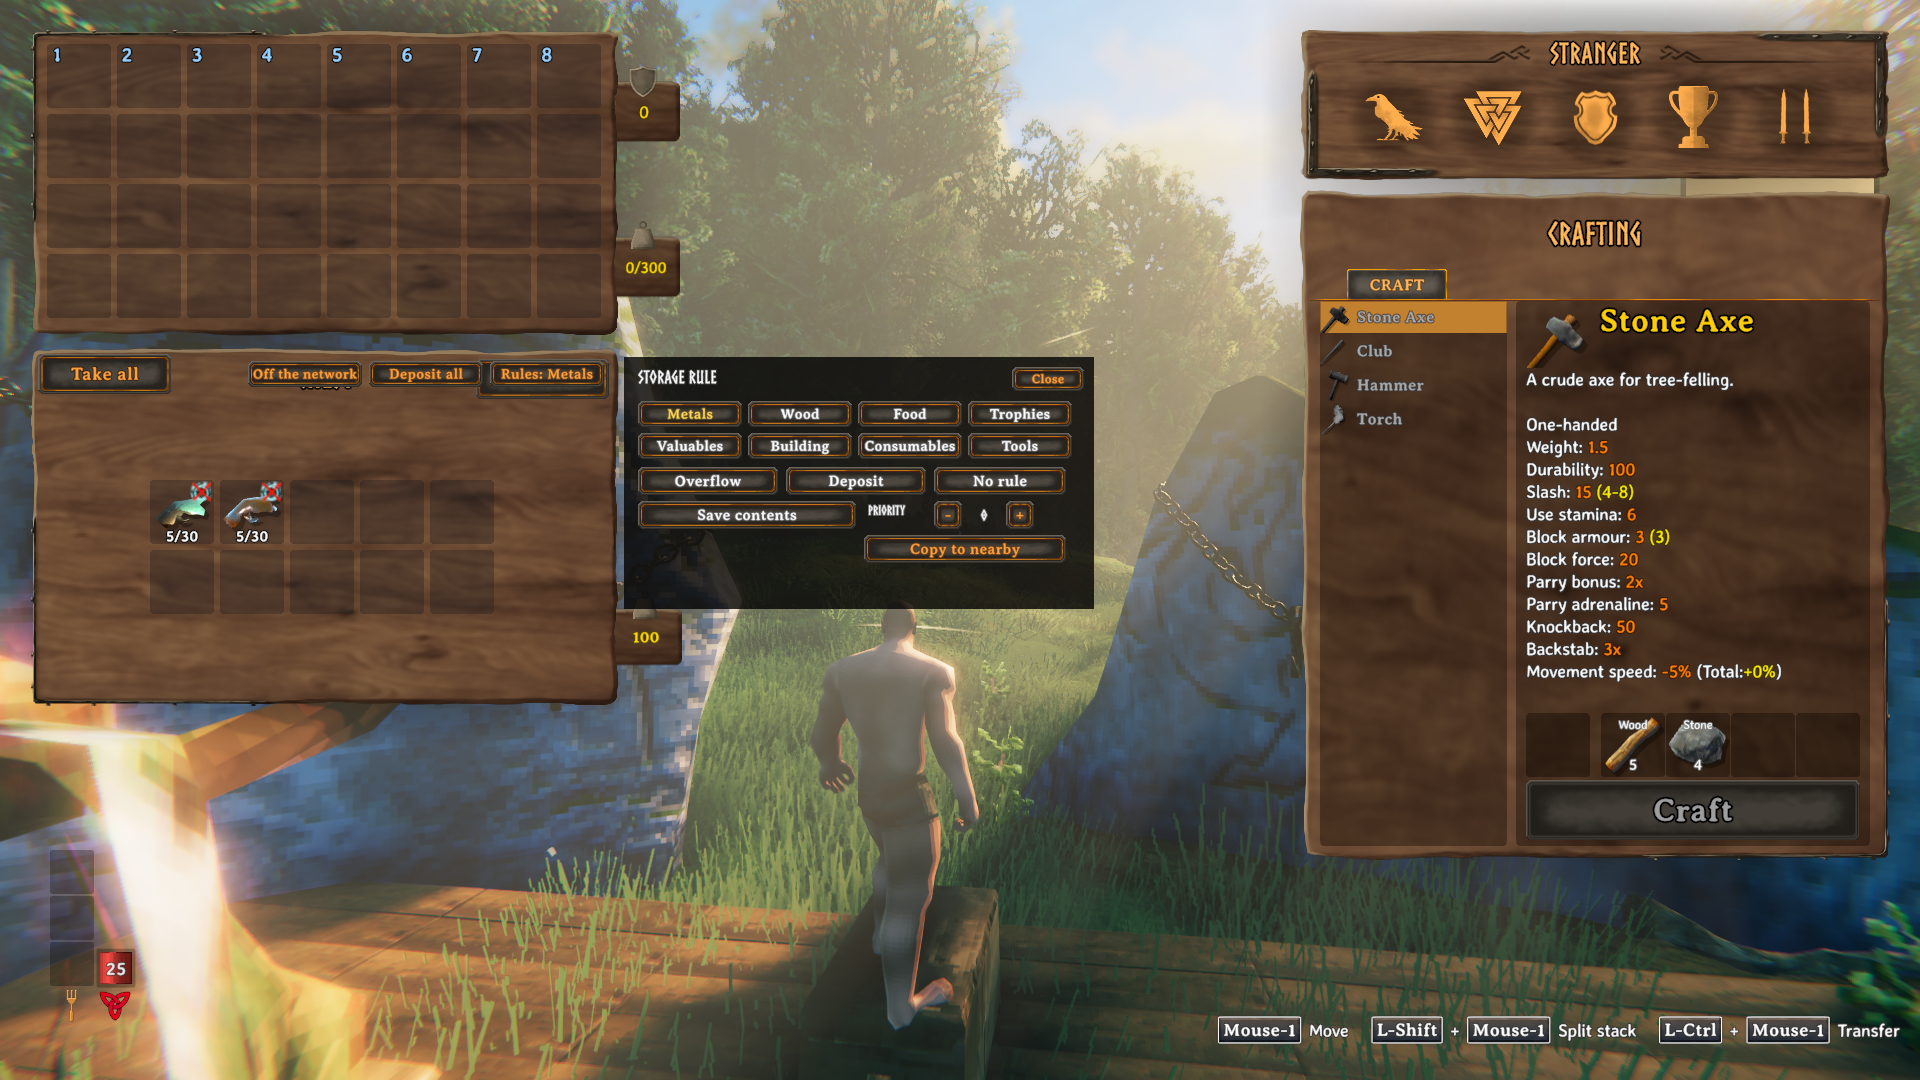 1 2 3 4 5 6 7 8
0
0/300
Take all
Off the network
Deposit all
Rules: Metals
5/30
5/30
100
STORAGE RULE
Close
Metals
Wood
Food
Trophies
Valuables
Building
Consumables
Tools
Overflow
Deposit
No rule
Save contents
PRIORITY
-
0
+
Copy to nearby
STRANGER
CRAFTING
CRAFT
Stone Axe
Club
Hammer
Torch
Stone Axe
A crude axe for tree-felling.
One-handed
Weight: 1.5
Durability: 100
Slash: 15 (4-8)
Use stamina: 6
Block armour: 3 (3)
Block force: 20
Parry bonus: 2x
Parry adrenaline: 5
Knockback: 50
Backstab: 3x
Movement speed: -5% (Total:+0%)
Wood
5
Stone
4
Craft
25
Mouse-1 Move L-Shift + Mouse-1 Split stack L-Ctrl + Mouse-1 Transfer